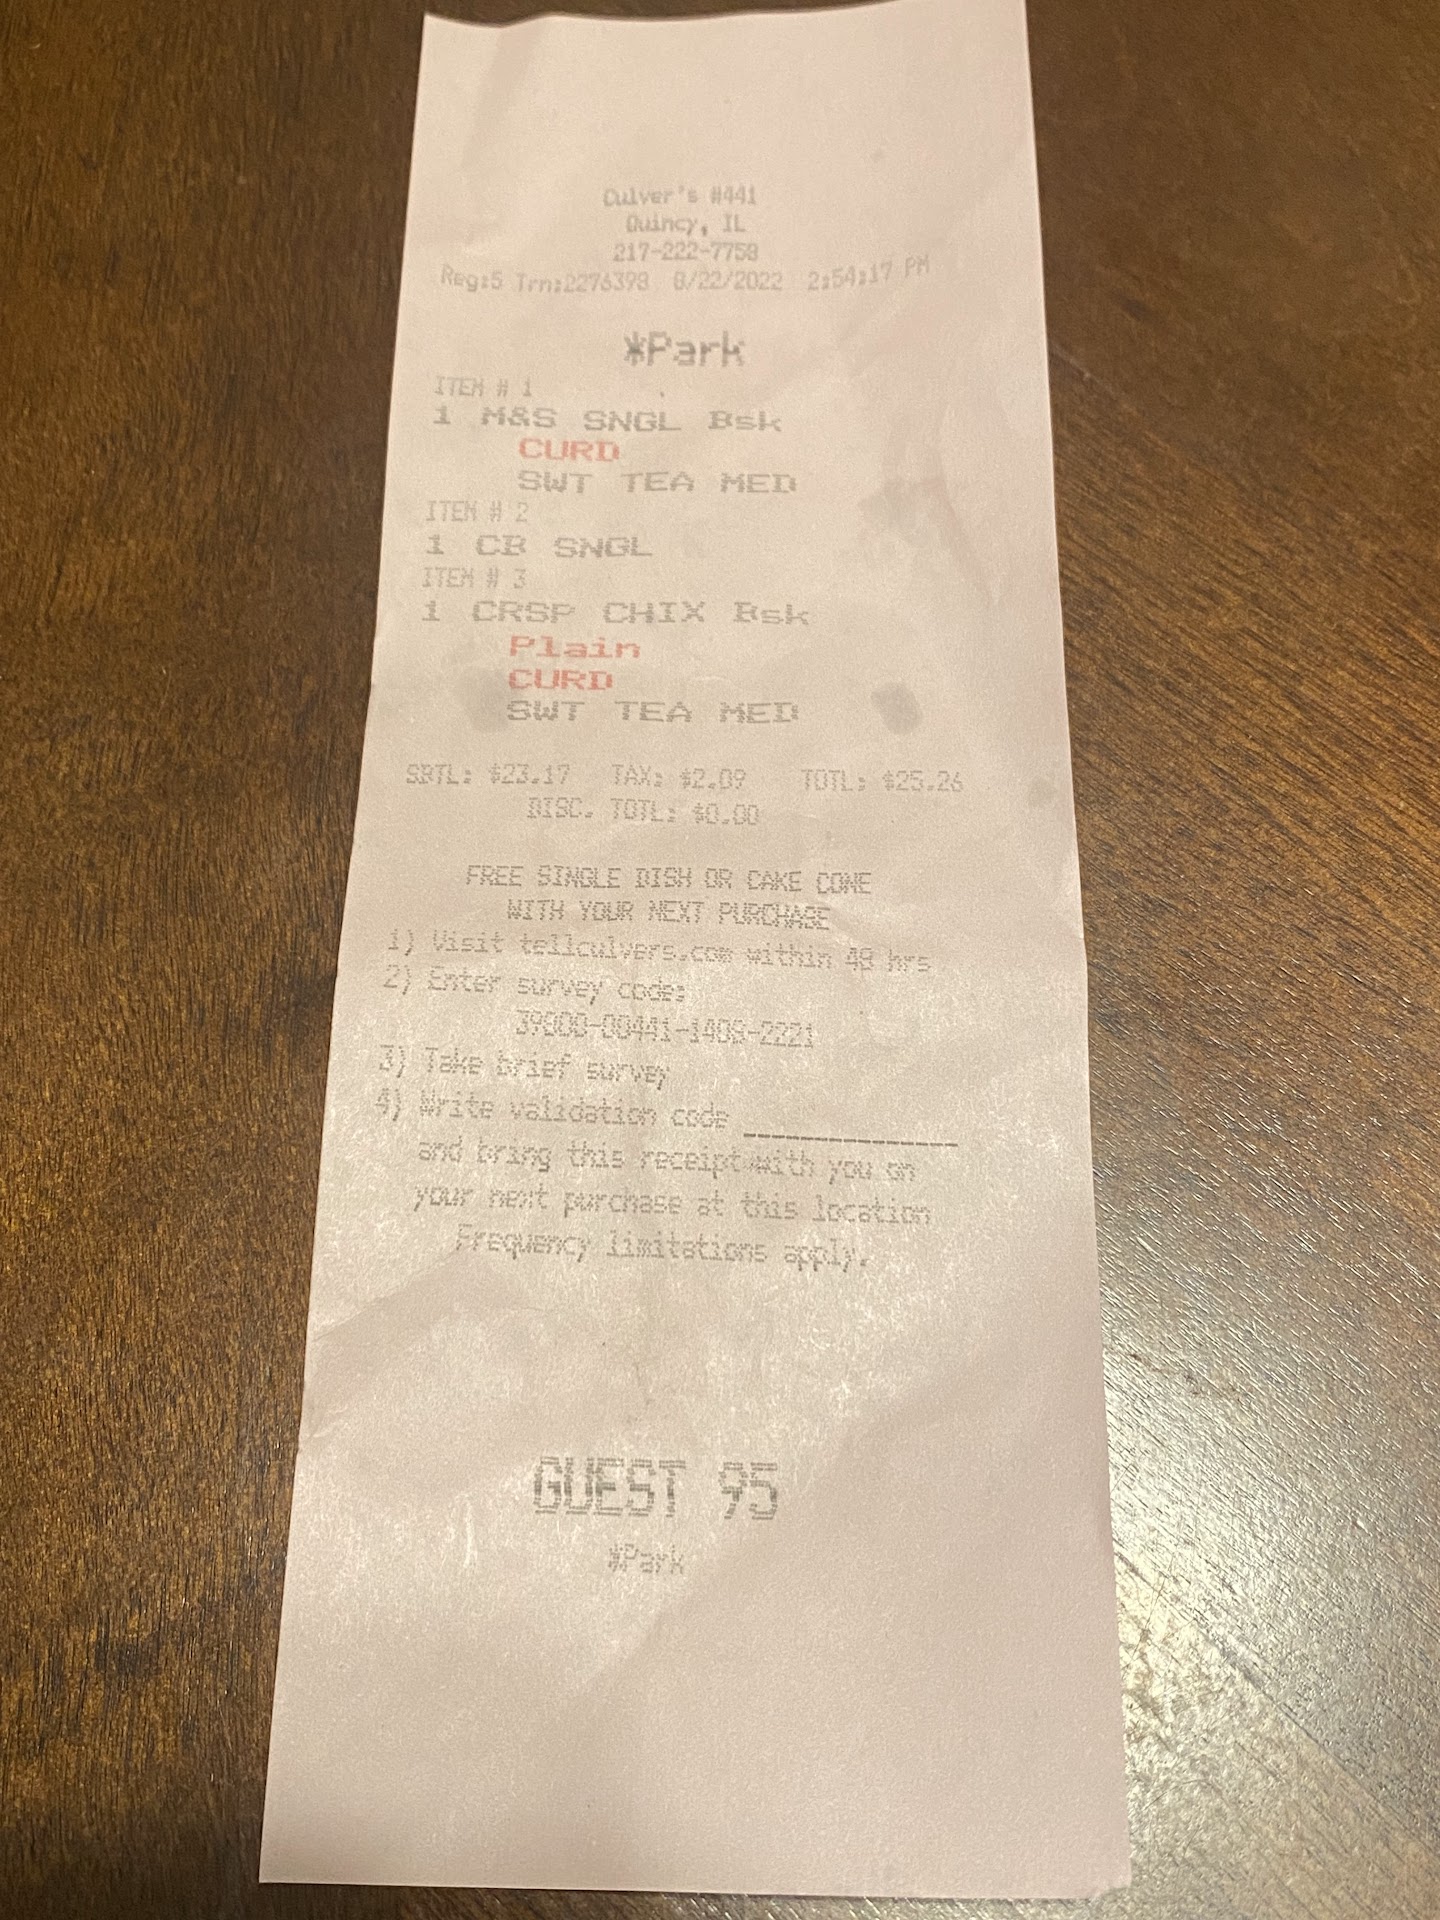 Culver's #441
Quincy, IL
217-222-7758
Reg:5 Trn:2276398 8/22/2022 2:54:17 PM
*Park
ITEM # 1
1 M&S SNGL Bsk
CURD
SWT TEA MED
ITEM # 2
1 CB SNGL
ITEM # 3
1 CRSP CHIX Bsk
Plain
CURD
SWT TEA MED
SBTL: $23.17 TAX: $2.09 TOTL: $25.26
DISC. TOTL: $0.00
FREE SINGLE DISH OR CAKE CONE
WITH YOUR NEXT PURCHASE
1) Visit tellculvers.com within 48 hrs
2) Enter survey code:
39000-00441-1408-2221
3) Take brief survey
4) Write validation code _______________
and bring this receipt with you on
your next purchase at this location
Frequency limitations apply.
GUEST 95
*Park